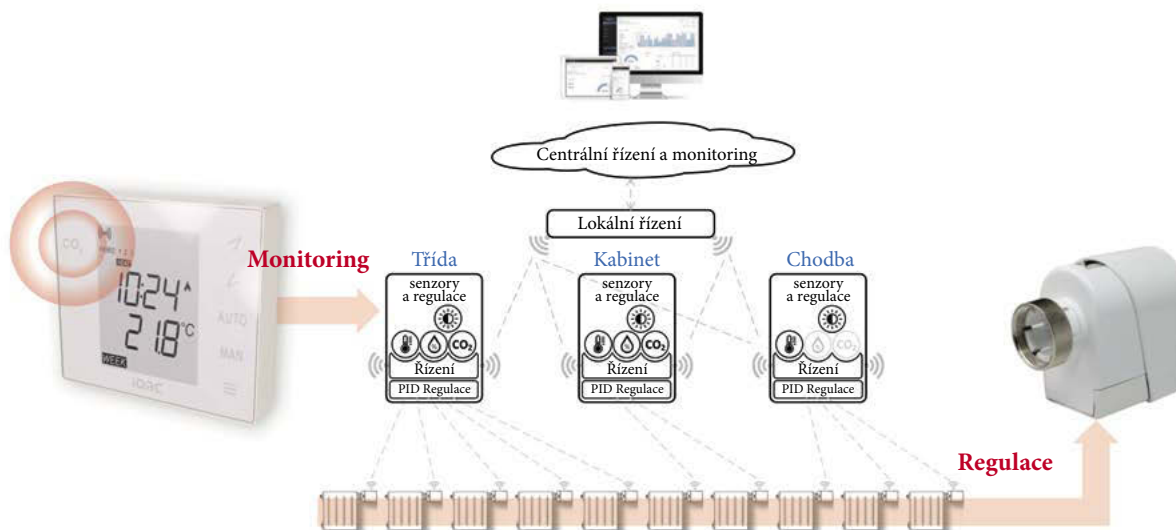 Centrální řízení a monitoring
Lokální řízení
Monitoring
Třída
Kabinet
Chodba
senzory
a regulace
senzory
a regulace
senzory
a regulace
CO₂
CO₂
CO₂
Řízení
Řízení
Řízení
PID Regulace
PID Regulace
PID Regulace
CO₂
10:24
21.8°C
AUTO
MAN
WEEK
Regulace